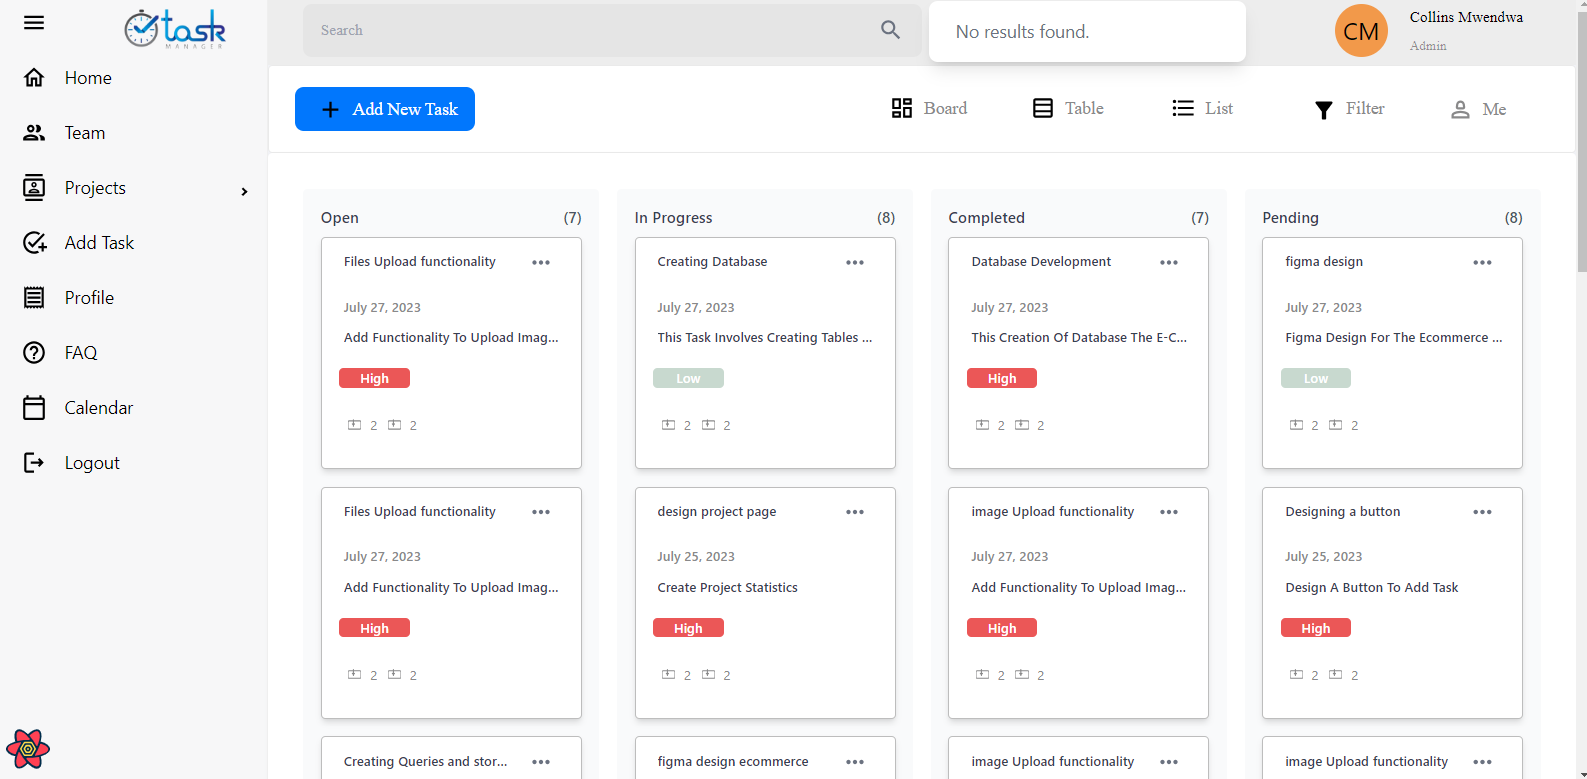 task
MANAGER
Home
Team
Projects
Add Task
Profile
FAQ
Calendar
Logout
Search
No results found.
CM
Collins Mwendwa
Admin
Add New Task
Board
Table
List
Filter
Me
Open (7)
Files Upload functionality
July 27, 2023
Add Functionality To Upload Imag...
High
2 2
Files Upload functionality
July 27, 2023
Add Functionality To Upload Imag...
High
2 2
Creating Queries and stor...
In Progress (8)
Creating Database
July 27, 2023
This Task Involves Creating Tables ...
Low
2 2
design project page
July 25, 2023
Create Project Statistics
High
2 2
figma design ecommerce
Completed (7)
Database Development
July 27, 2023
This Creation Of Database The E-C...
High
2 2
image Upload functionality
July 27, 2023
Add Functionality To Upload Imag...
High
2 2
image Upload functionality
Pending (8)
figma design
July 27, 2023
Figma Design For The Ecommerce ...
Low
2 2
Designing a button
July 25, 2023
Design A Button To Add Task
High
2 2
image Upload functionality